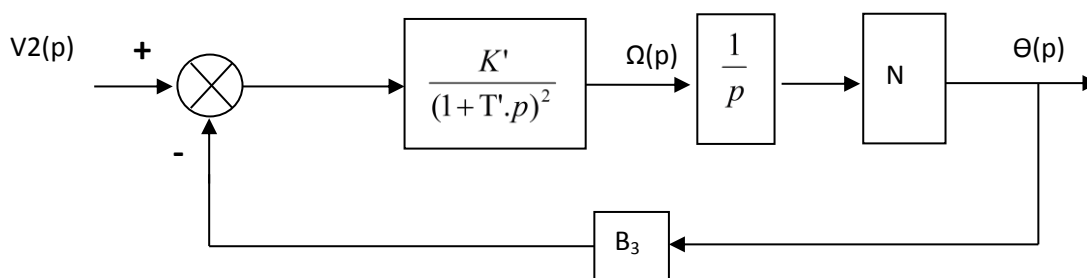 V2(p)
+
K'
(1+T'.p)²
Ω(p)
1
p
N
Θ(p)
-
B₃